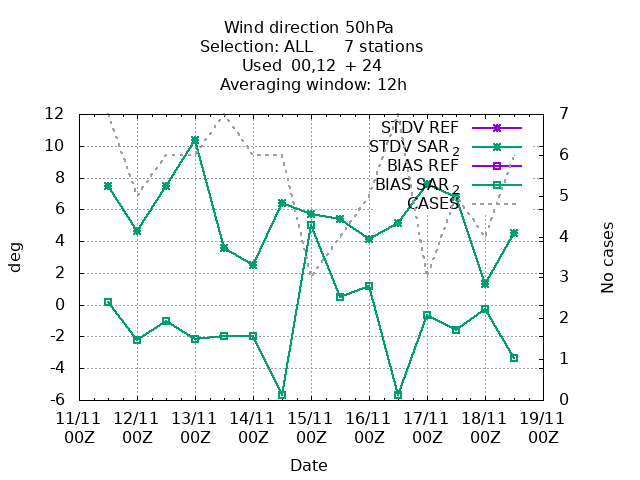 Wind direction 50hPa
Selection: ALL 7 stations
Used 00,12 + 24
Averaging window: 12h
STDV REF
STDV SAR 2
BIAS REF
BIAS SAR 2
CASES
deg
12
10
8
6
4
2
0
-2
-4
-6
No cases
7
6
5
4
3
2
1
0
11/11 12/11 13/11 14/11 15/11 16/11 17/11 18/11 19/11
00Z 00Z 00Z 00Z 00Z 00Z 00Z 00Z 00Z
Date